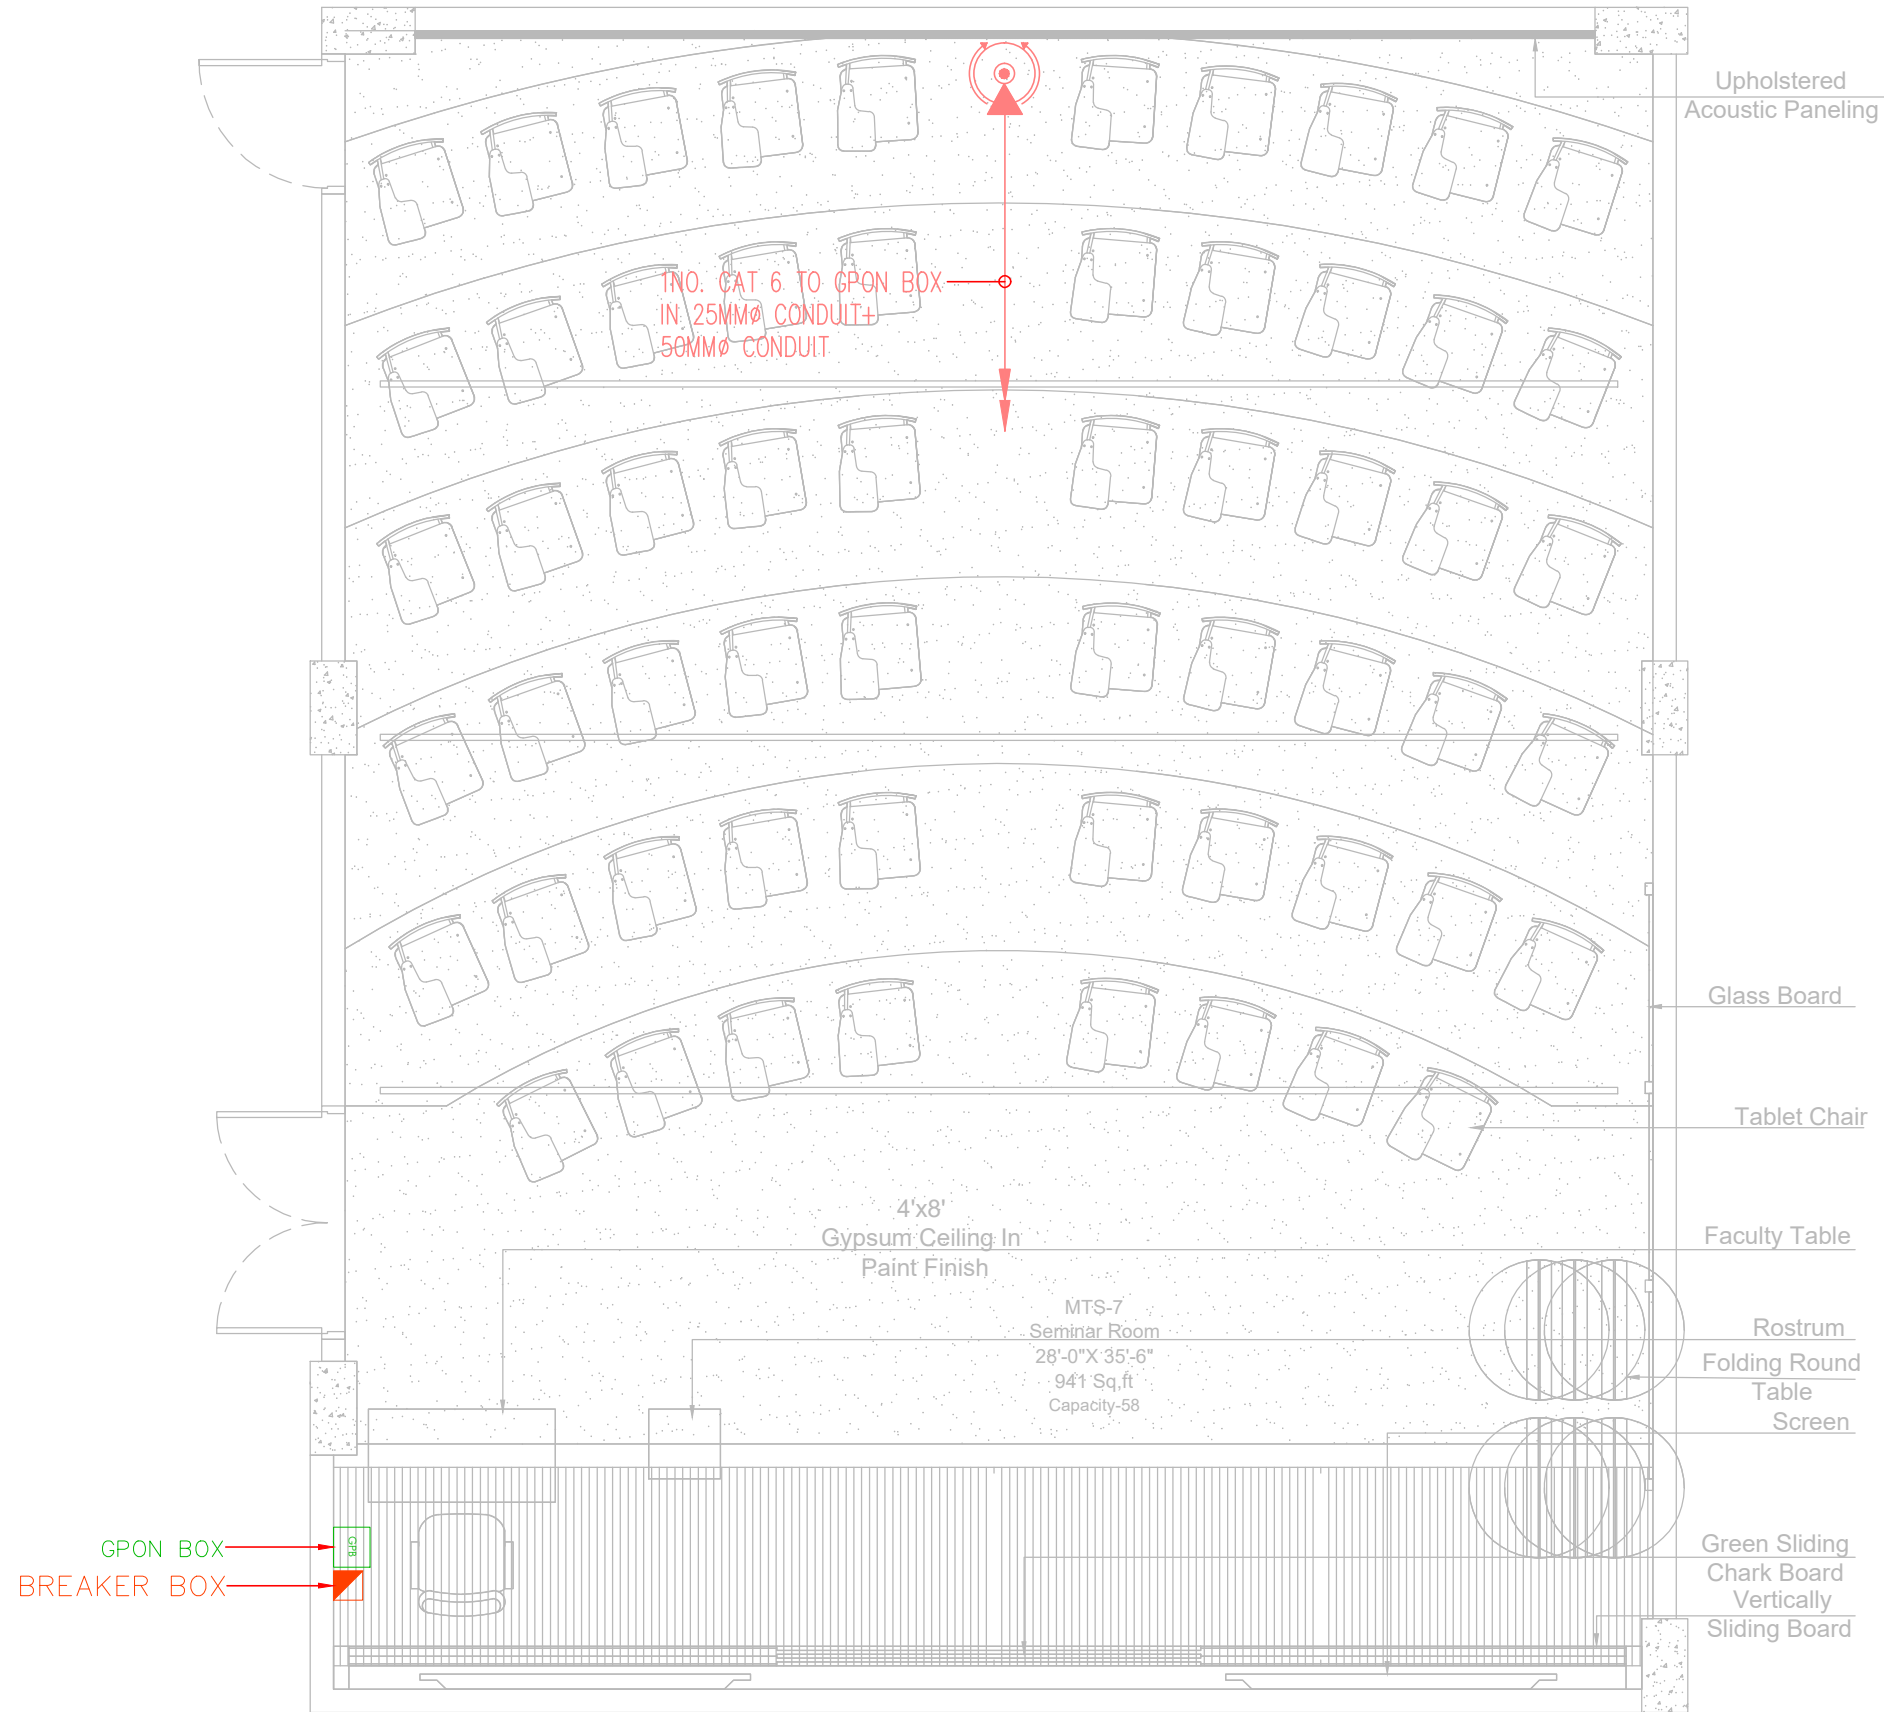 Upholstered
Acoustic Paneling
1NO. CAT 6 TO GPON BOX
IN 25MMØ CONDUIT+
50MMØ CONDUIT
Glass Board
Tablet Chair
4'x8'
Gypsum Ceiling In
Paint Finish
Faculty Table
MTS-7
Seminar Room
28'-0"X 35'-6"
941 Sq,ft
Capacity-58
Rostrum
Folding Round
Table
Screen
GPON BOX
GPB
BREAKER BOX
Green Sliding
Chark Board
Vertically
Sliding Board